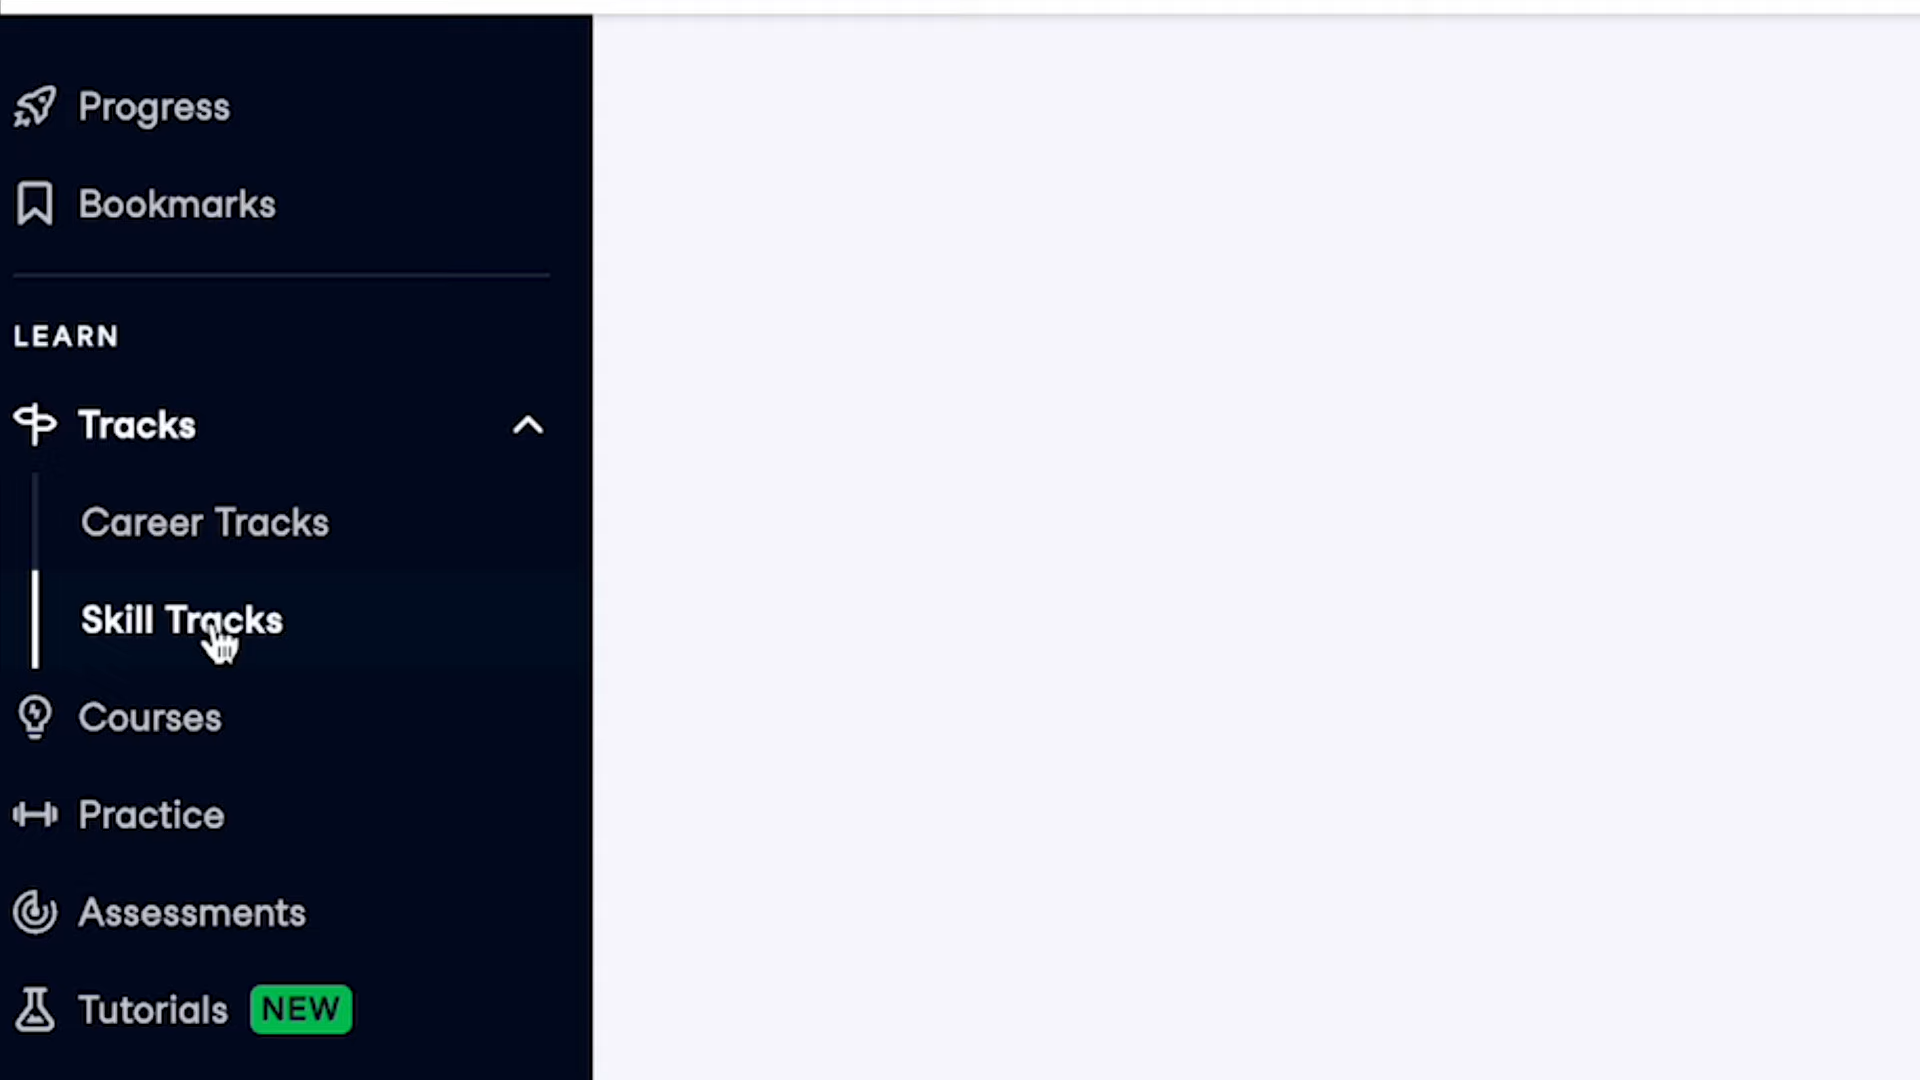 Progress
Bookmarks
LEARN
Tracks
Career Tracks
Skill Tracks
Courses
Practice
Assessments
Tutorials NEW